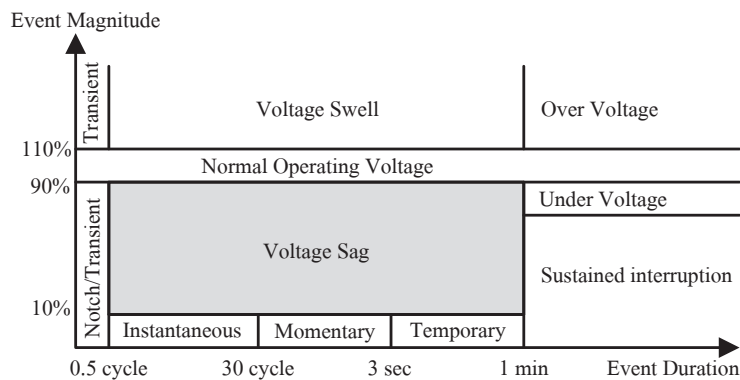 Event Magnitude
Transient
Voltage Swell
Over Voltage
110%
Normal Operating Voltage
90%
Notch/Transient
Under Voltage
Voltage Sag
Sustained interruption
10%
Instantaneous
Momentary
Temporary
0.5 cycle
30 cycle
3 sec
1 min
Event Duration